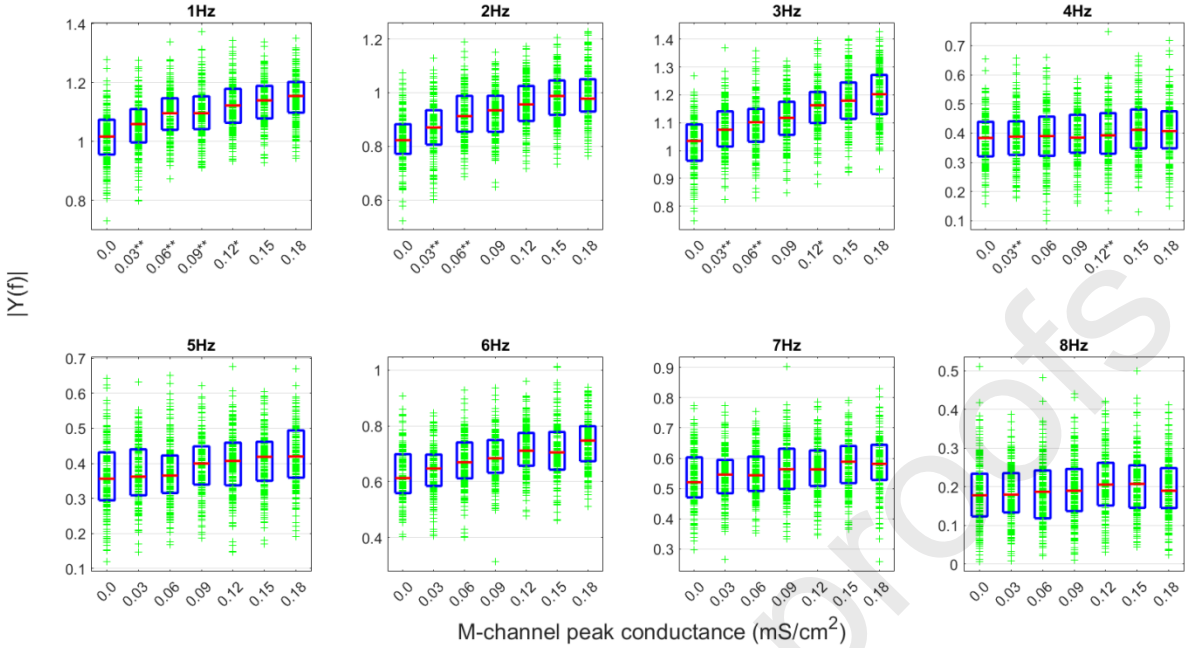 1Hz 2Hz 3Hz 4Hz
1.4 1.2 1 0.8
1.2 1 0.8 0.6
1.4 1.3 1.2 1.1 1 0.9 0.8
0.7 0.6 0.5 0.4 0.3 0.2 0.1
0.0 0.03** 0.06** 0.09** 0.12* 0.15 0.18
0.0 0.03** 0.06** 0.09 0.12 0.15 0.18
0.0 0.03** 0.06** 0.09 0.12* 0.15 0.18
0.0 0.03** 0.06 0.09 0.12** 0.15 0.18
|Y(f)|
5Hz 6Hz 7Hz 8Hz
0.7 0.6 0.5 0.4 0.3 0.2 0.1
1 0.8 0.6 0.4
0.9 0.8 0.7 0.6 0.5 0.4 0.3
0.5 0.4 0.3 0.2 0.1 0
0.0 0.03 0.06 0.09 0.12 0.15 0.18
0.0 0.03 0.06 0.09 0.12 0.15 0.18
0.0 0.03 0.06 0.09 0.12 0.15 0.18
0.0 0.03 0.06 0.09 0.12 0.15 0.18
M-channel peak conductance (mS/cm²)
proofs